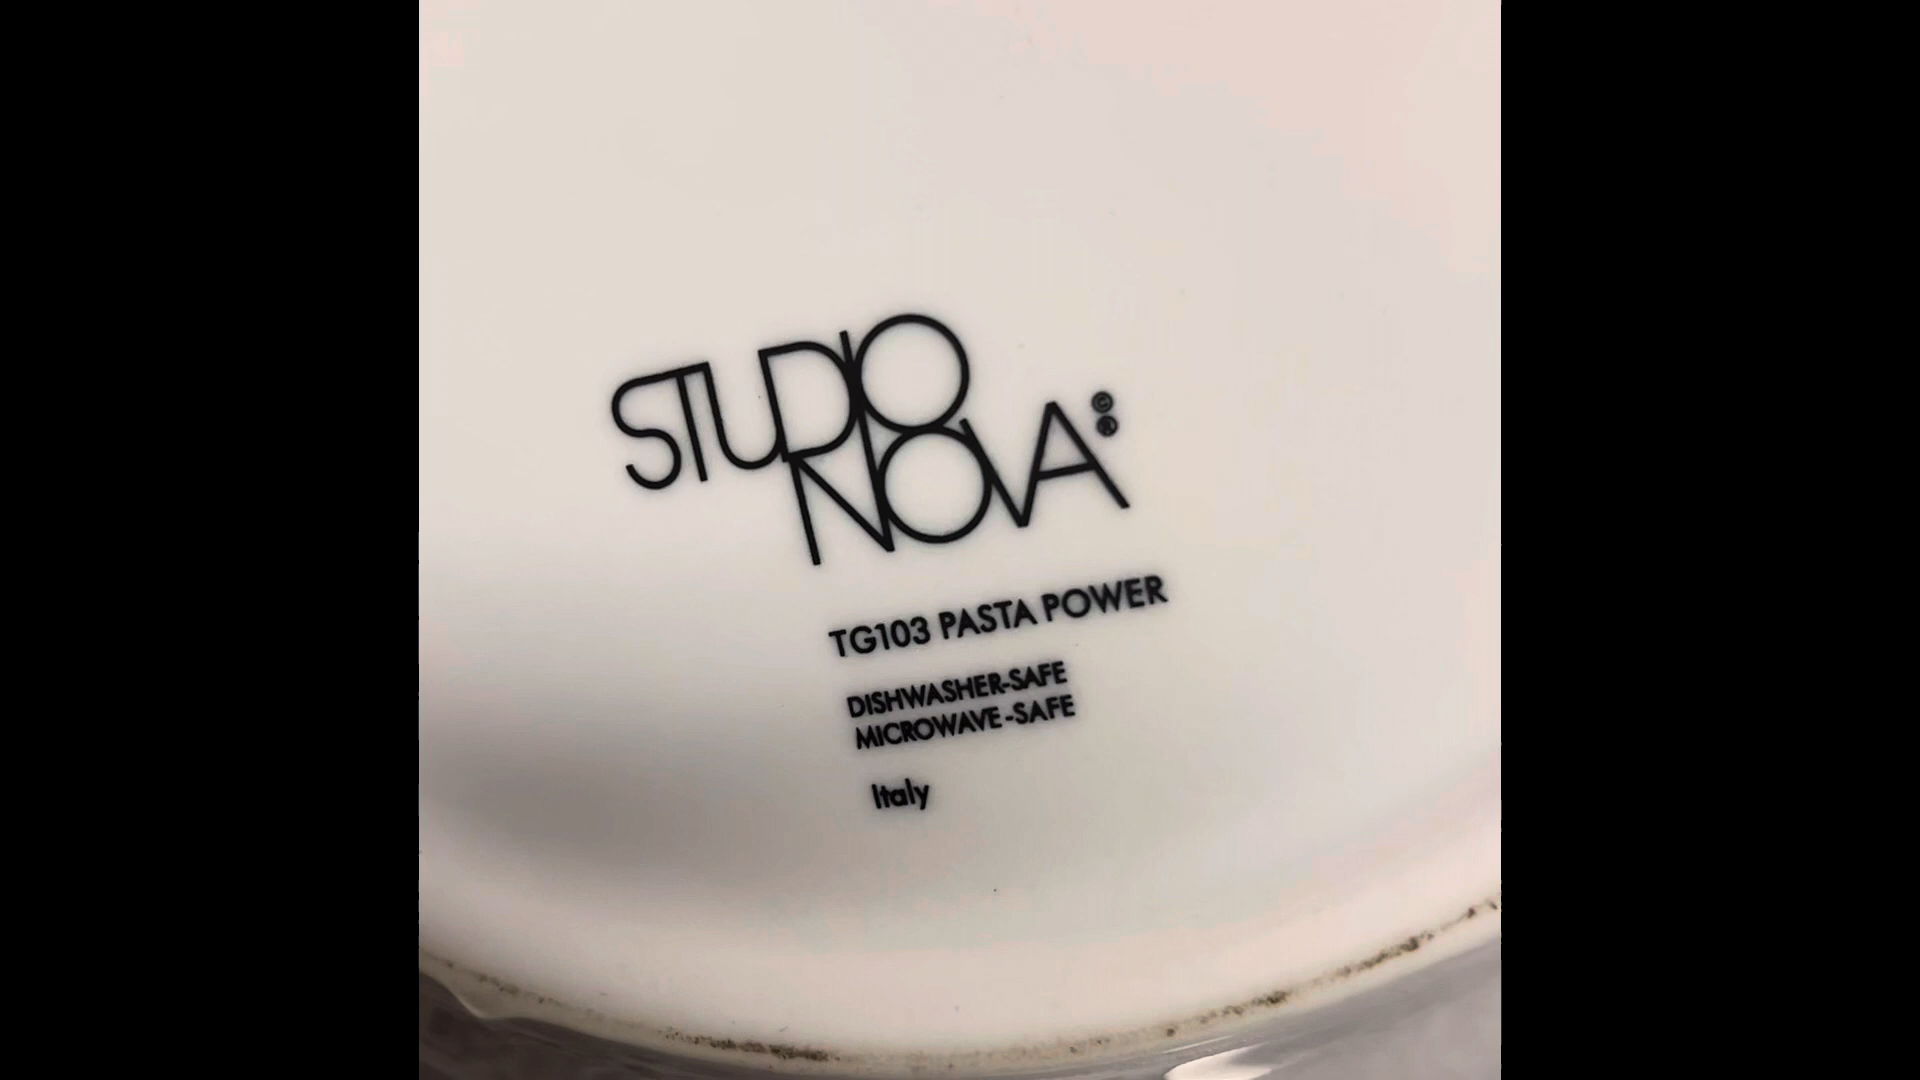 STUDIO
NOVA©®
TG103 PASTA POWER
DISHWASHER-SAFE
MICROWAVE-SAFE
Italy